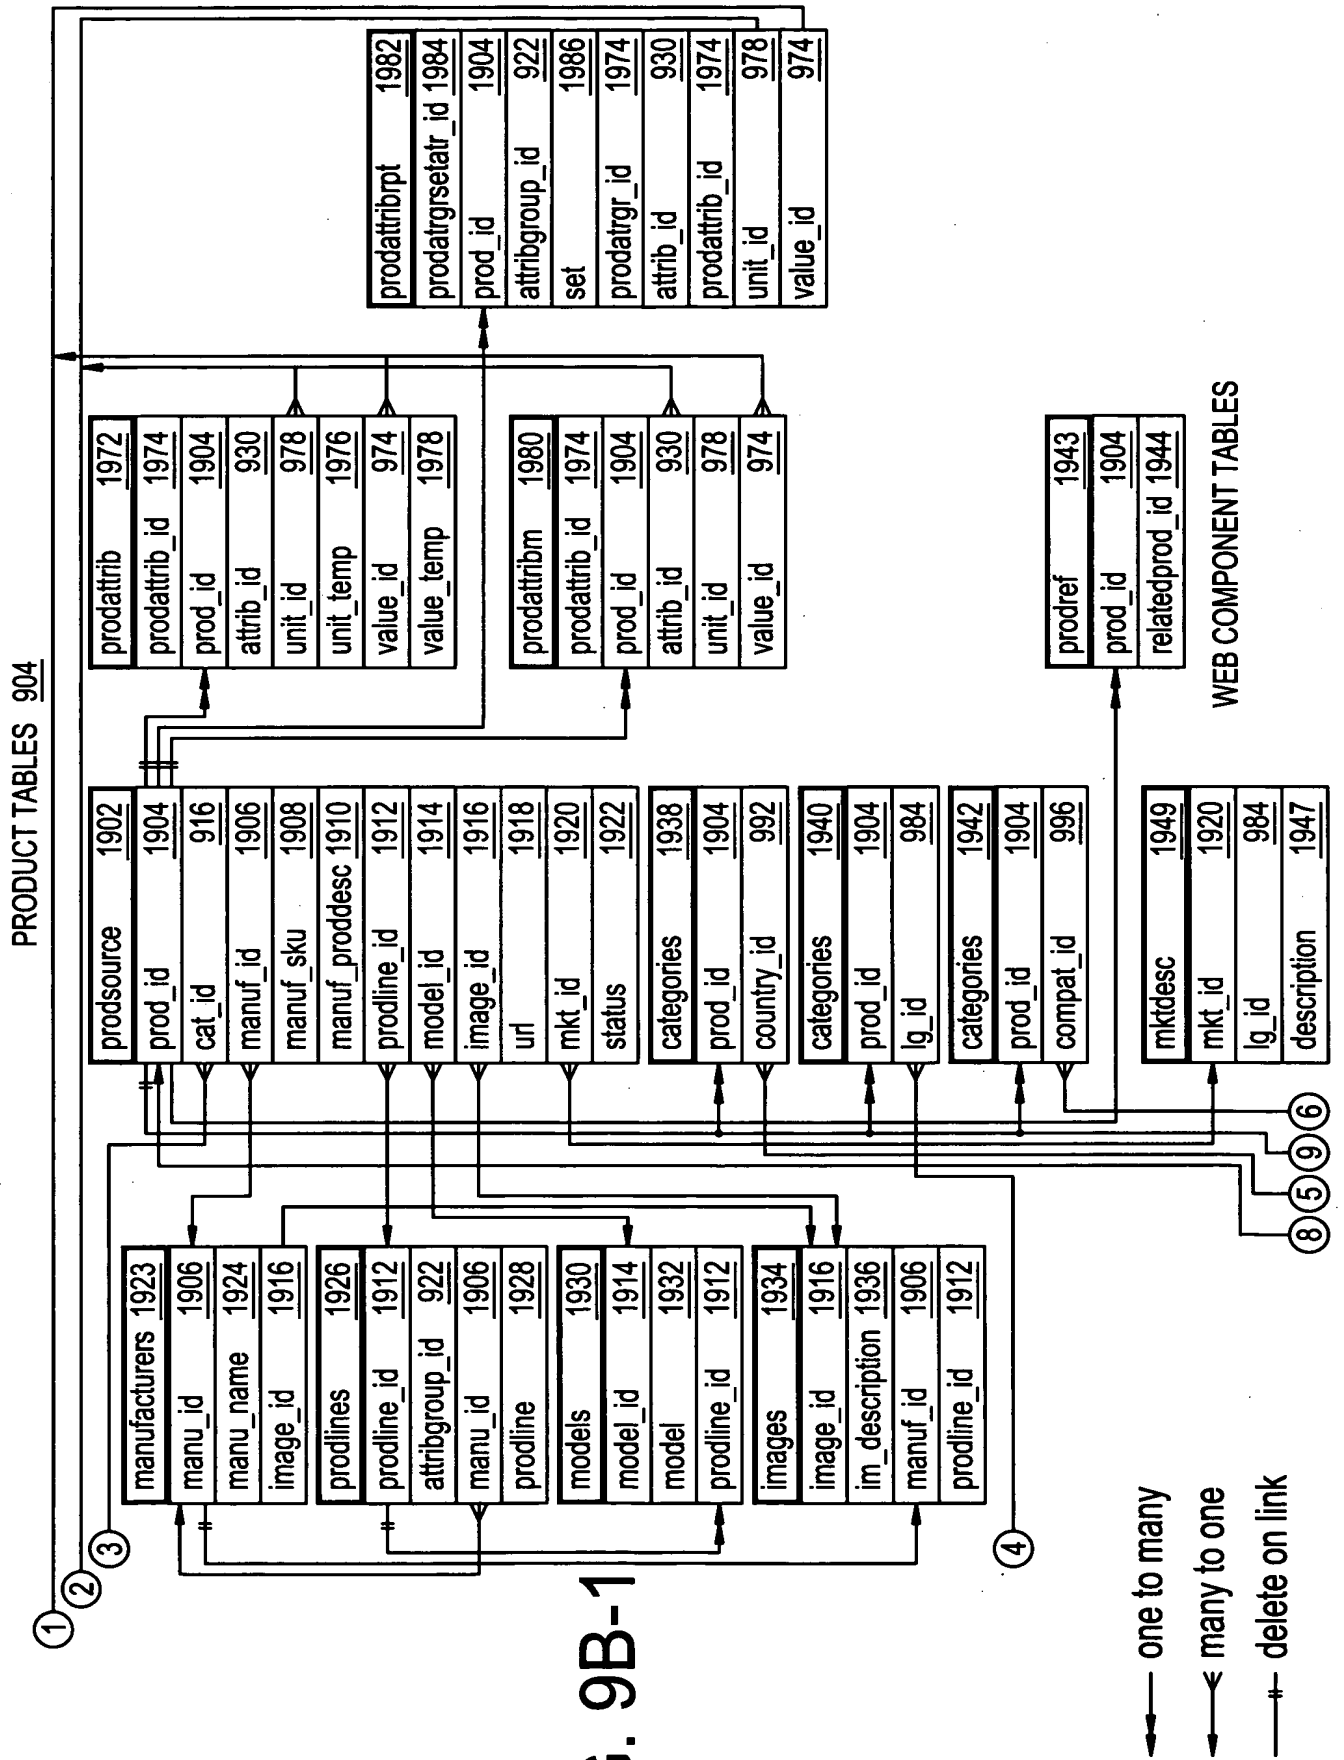 PRODUCT TABLES 904
1
2
3
manufacturers 1923
manu_id 1906
manu_name 1924
image_id 1916
prodlines 1926
prodline_id 1912
attribgroup_id 922
manu_id 1906
prodline 1928
models 1930
model_id 1914
model 1932
prodline_id 1912
images 1934
image_id 1916
im_description 1936
manuf_id 1906
prodline_id 1912
4
prodsource 1902
prod_id 1904
cat_id 916
manuf_id 1906
manuf_sku 1908
manuf_proddesc 1910
prodline_id 1912
model_id 1914
image_id 1916
url 1918
mkt_id 1920
status 1922
categories 1938
prod_id 1904
country_id 992
categories 1940
prod_id 1904
lg_id 984
categories 1942
prod_id 1904
compat_id 996
mktdesc 1949
mkt_id 1920
lg_id 984
description 1947
8
5
9
6
prodattrib 1972
prodattrib_id 1974
prod_id 1904
attrib_id 930
unit_id 978
unit_temp 1976
value_id 974
value_temp 1978
prodattribm 1980
prodattrib_id 1974
prod_id 1904
attrib_id 930
unit_id 978
value_id 974
prodref 1943
prod_id 1904
relatedprod_id 1944
WEB COMPONENT TABLES
prodattribrpt 1982
prodatrgrsetatr_id 1984
prod_id 1904
attribgroup_id 922
set 1986
prodatrgr_id 1974
attrib_id 930
prodattrib_id 1974
unit_id 978
value_id 974
one to many
many to one
delete on link
G. 9B-1